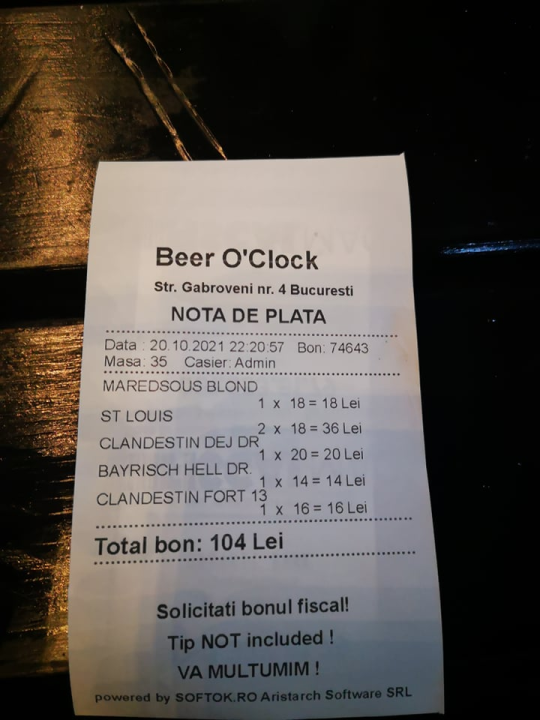 Beer O'Clock
Str. Gabroveni nr. 4 Bucuresti
NOTA DE PLATA
Data : 20.10.2021 22:20:57 Bon: 74643
Masa: 35 Casier: Admin
MAREDSOUS BLOND
1 x 18 = 18 Lei
ST LOUIS
2 x 18 = 36 Lei
CLANDESTIN DEJ DR
1 x 20 = 20 Lei
BAYRISCH HELL DR.
1 x 14 = 14 Lei
CLANDESTIN FORT 13
1 x 16 = 16 Lei
Total bon: 104 Lei
Solicitati bonul fiscal!
Tip NOT included !
VA MULTUMIM !
powered by SOFTOK.RO Aristarch Software SRL